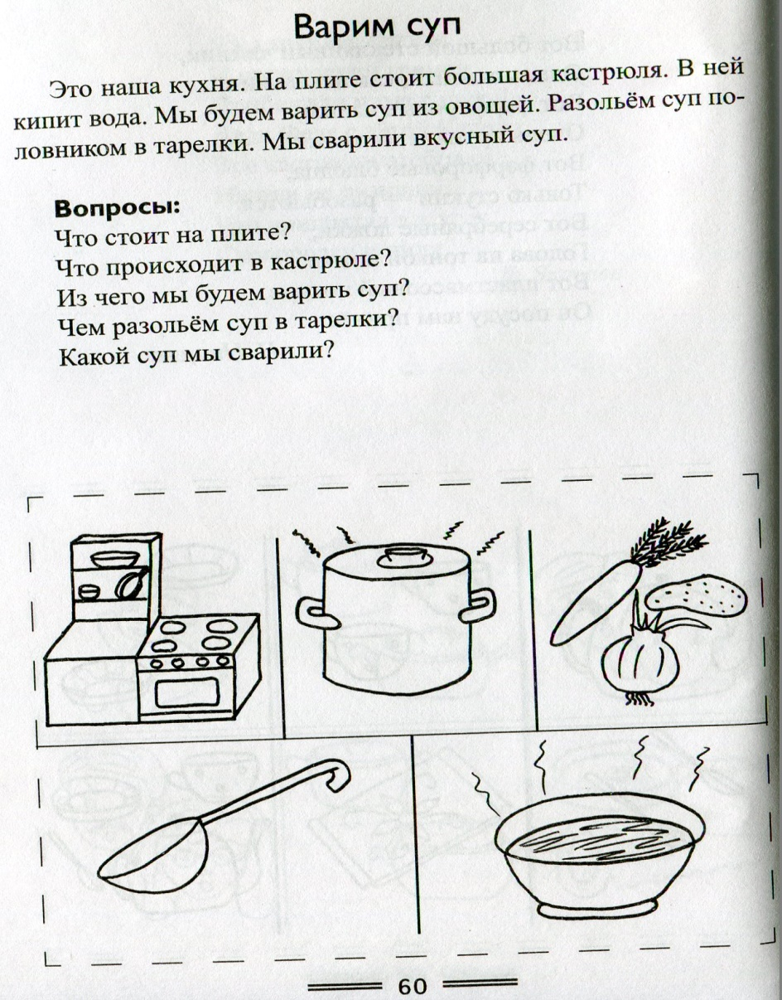 Варим суп
Это наша кухня. На плите стоит большая кастрюля. В ней
кипит вода. Мы будем варить суп из овощей. Разольём суп по-
ловником в тарелки. Мы сварили вкусный суп.
Вопросы:
Что стоит на плите?
Что происходит в кастрюле?
Из чего мы будем варить суп?
Чем разольём суп в тарелки?
Какой суп мы сварили?
60